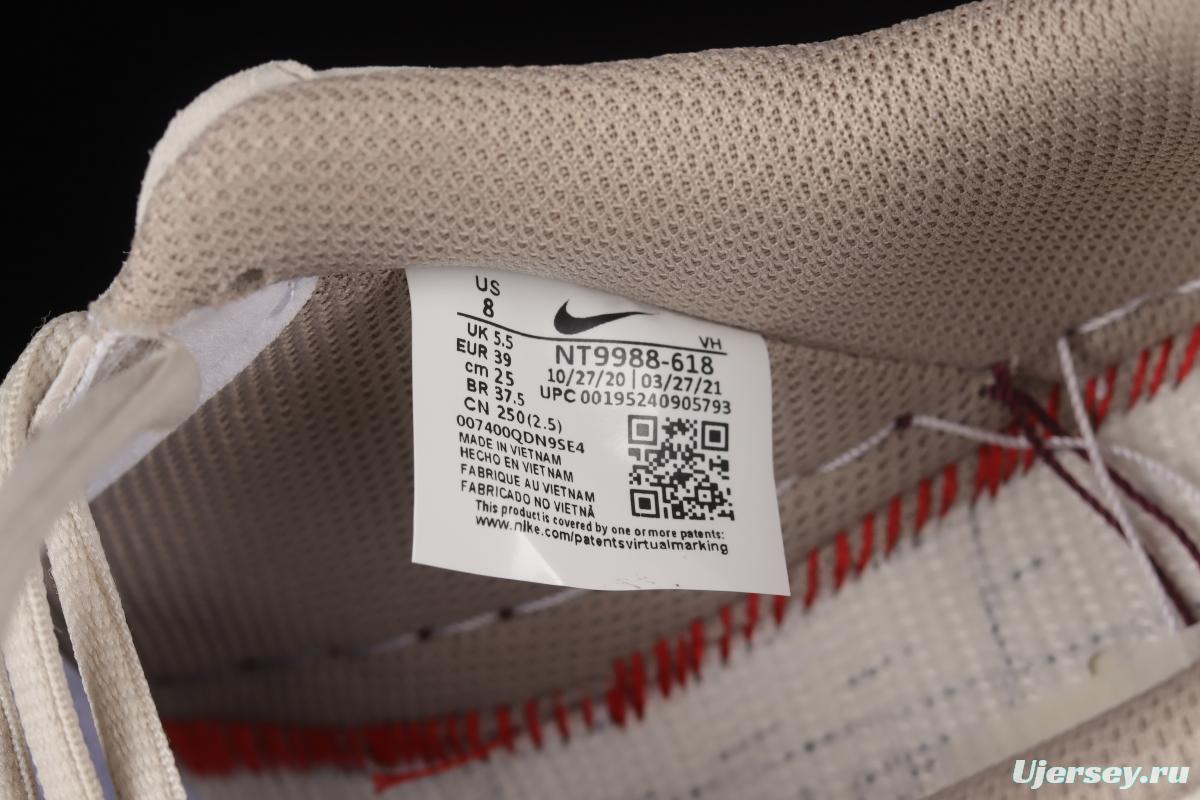 US
8
VH
UK 5.5
EUR 39
cm 25
BR 37.5
CN 250(2.5)
NT9988-618
10/27/20 | 03/27/21
UPC 00195240905793
007400QDN9SE4
MADE IN VIETNAM
HECHO EN VIETNAM
FABRIQUE AU VIETNAM
FABRICADO NO VIETNÃ
This product is covered by one or more patents:
www.nike.com/patentsvirtualmarking
Ujersey.ru